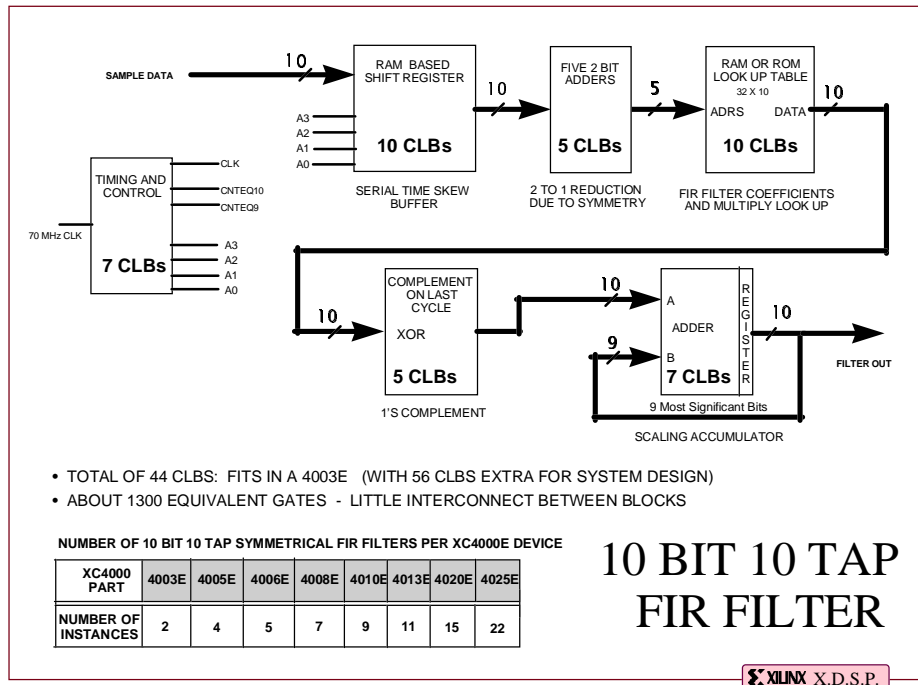 SAMPLE DATA
10
RAM BASED
SHIFT REGISTER
A3
A2
A1
A0
10 CLBs
SERIAL TIME SKEW
BUFFER
10
FIVE 2 BIT
ADDERS
5 CLBs
2 TO 1 REDUCTION
DUE TO SYMMETRY
5
RAM OR ROM
LOOK UP TABLE
32 X 10
ADRS DATA
10 CLBs
FIR FILTER COEFFICIENTS
AND MULTIPLY LOOK UP
10
70 MHz CLK
TIMING AND
CONTROL
7 CLBs
CLK
CNTEQ10
CNTEQ9
A3
A2
A1
A0
10
COMPLEMENT
ON LAST
CYCLE
XOR
5 CLBs
1'S COMPLEMENT
10
9
A
ADDER
B
7 CLBs
REGISTER
9 Most Significant Bits
SCALING ACCUMULATOR
10
FILTER OUT
• TOTAL OF 44 CLBS: FITS IN A 4003E (WITH 56 CLBS EXTRA FOR SYSTEM DESIGN)
• ABOUT 1300 EQUIVALENT GATES - LITTLE INTERCONNECT BETWEEN BLOCKS
NUMBER OF 10 BIT 10 TAP SYMMETRICAL FIR FILTERS PER XC4000E DEVICE
XC4000 PART 4003E 4005E 4006E 4008E 4010E 4013E 4020E 4025E
NUMBER OF INSTANCES 2 4 5 7 9 11 15 22
10 BIT 10 TAP
FIR FILTER
XILINX X.D.S.P.